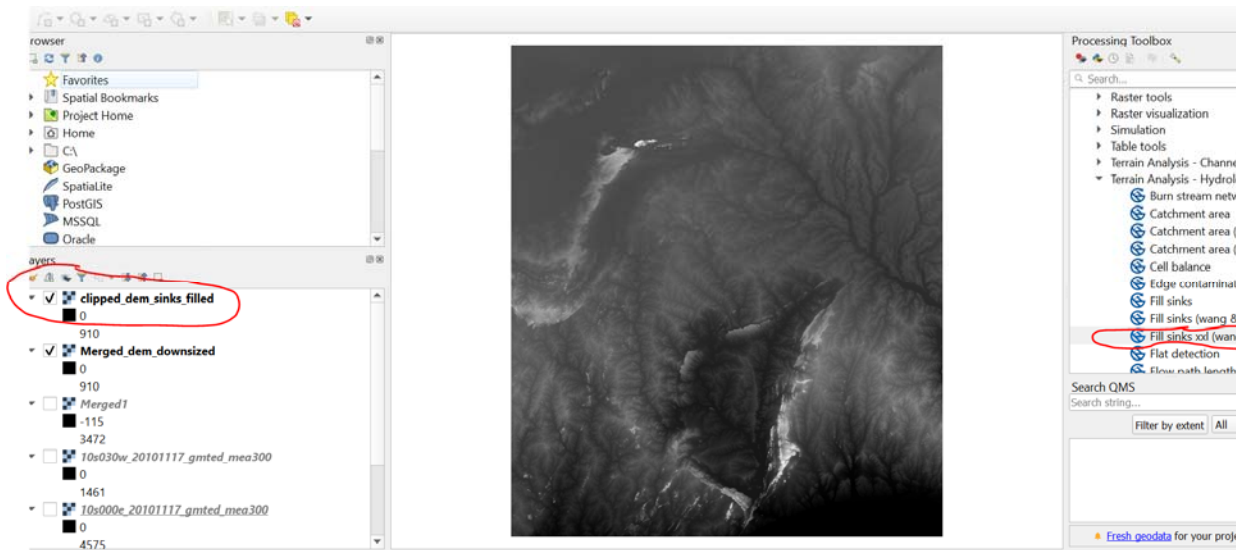 rowser
Favorites
Spatial Bookmarks
Project Home
Home
C:\
GeoPackage
SpatiaLite
PostGIS
MSSQL
Oracle
ayers
clipped_dem_sinks_filled
0
910
Merged_dem_downsized
0
910
Merged1
-115
3472
10s030w_20101117_gmted_mea300
0
1461
10s000e_20101117_gmted_mea300
0
4575
Processing Toolbox
Search...
Raster tools
Raster visualization
Simulation
Table tools
Terrain Analysis - Channe
Terrain Analysis - Hydrol
Burn stream netw
Catchment area
Catchment area (
Catchment area (
Cell balance
Edge contaminat
Fill sinks
Fill sinks (wang &
Fill sinks xxl (wan
Flat detection
Flow path length
Search QMS
Search string...
Filter by extent All
Fresh geodata for your proje